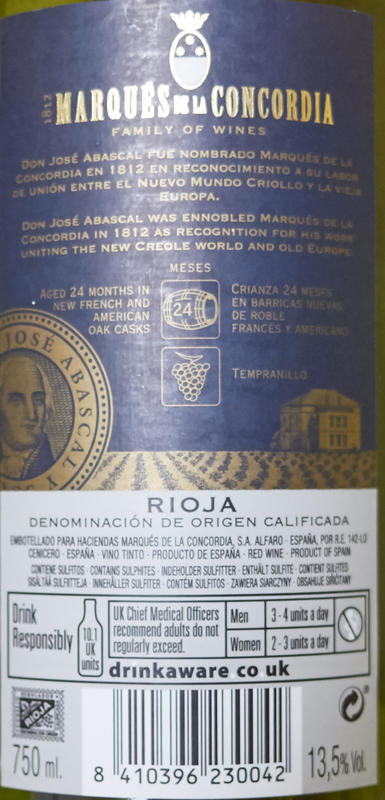 1812
MARQUÉS DE LA CONCORDIA
FAMILY OF WINES
DON JOSÉ ABASCAL FUE NOMBRADO MARQUÉS DE LA
CONCORDIA EN 1812 EN RECONOCIMIENTO A SU LABOR
DE UNIÓN ENTRE EL NUEVO MUNDO CRIOLLO Y LA VIEJA
EUROPA.
DON JOSÉ ABASCAL WAS ENNOBLED MARQUÉS DE LA
CONCORDIA IN 1812 AS RECOGNITION FOR HIS WORK
UNITING THE NEW CREOLE WORLD AND OLD EUROPE.
MESES
AGED 24 MONTHS IN
NEW FRENCH AND
AMERICAN
OAK CASKS
24
CRIANZA 24 MESES
EN BARRICAS NUEVAS
DE ROBLE
FRANCÉS Y AMERICANO
TEMPRANILLO
JOSÉ ABASCAL Y
RIOJA
DENOMINACIÓN DE ORIGEN CALIFICADA
EMBOTELLADO PARA HACIENDAS MARQUÉS DE LA CONCORDIA, S.A. ALFARO · ESPAÑA, POR R.E. 142-LO
CENICERO · ESPAÑA · VINO TINTO · PRODUCTO DE ESPAÑA · RED WINE · PRODUCT OF SPAIN
CONTIENE SULFITOS · CONTAINS SULPHITES · INDEHOLDER SULFITTER · ENTHÄLT SULFITE · CONTIENT SULFITES
SISÄLTÄÄ SULFIITTEJA · INNEHÅLLER SULFITER · CONTÉM SULFITOS · ZAWIERA SIARCZYNY · OBSAHUJE SIŘIČITANY
Drink
Responsibly
10.1
UK
units
UK Chief Medical Officers
recommend adults do not
regularly exceed.
Men
3 - 4 units a day
Women
2 - 3 units a day
drinkaware.co.uk
RIOJA
750 ml.
8 410396 230042
13,5% Vol.